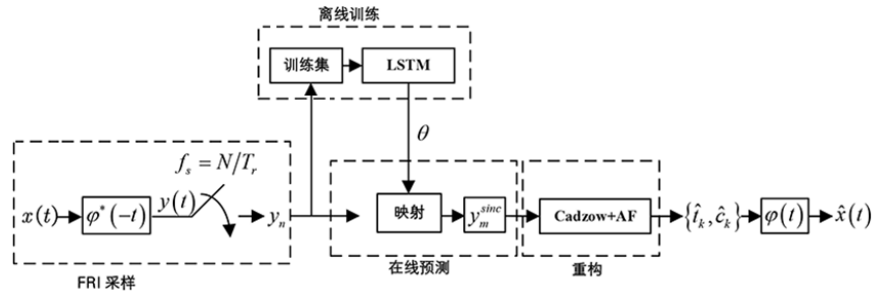 离线训练
训练集
LSTM
θ
f_s = N/T_r
x(t)
φ*(-t)
y(t)
y_n
映射
y_m^{sinc}
Cadzow+AF
{t̂_k, ĉ_k}
φ(t)
x̂(t)
FRI 采样
在线预测
重构